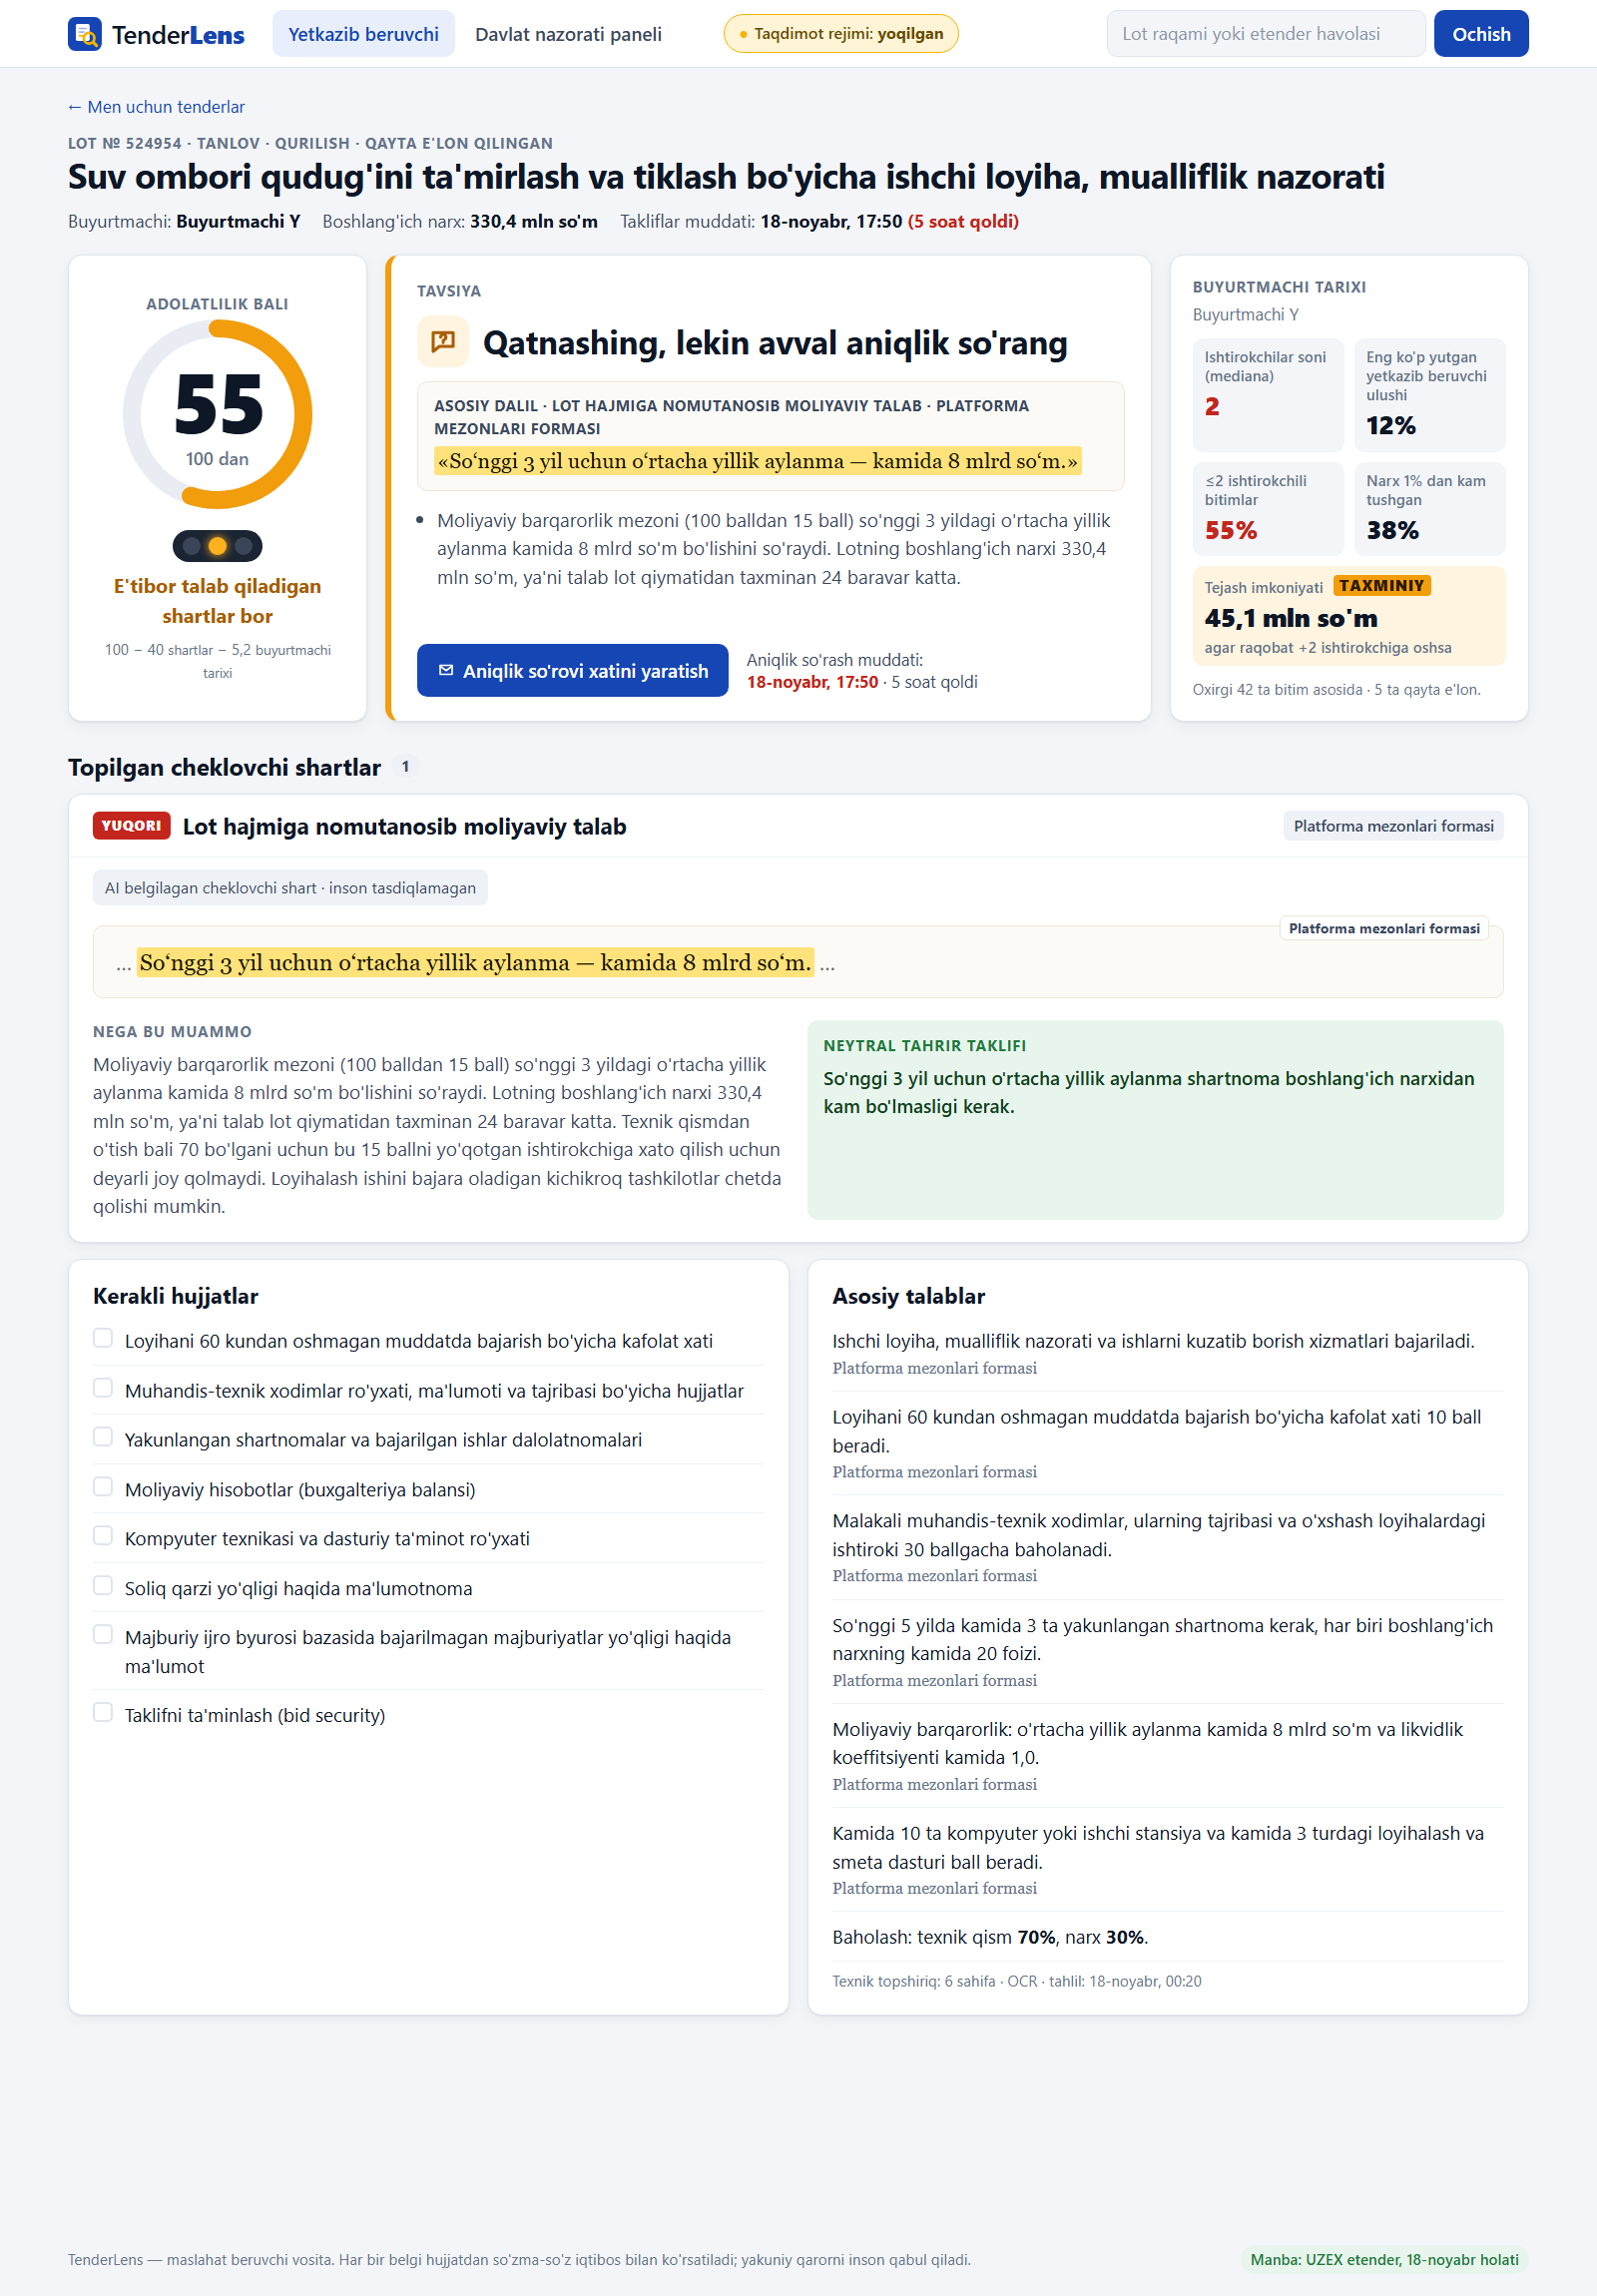 TenderLens
Yetkazib beruvchi
Davlat nazorati paneli
Taqdimot rejimi: yoqilgan
Lot raqami yoki etender havolasi
Ochish
← Men uchun tenderlar
LOT № 524954 · TANLOV · QURILISH · QAYTA E'LON QILINGAN
Suv ombori qudug'ini ta'mirlash va tiklash bo'yicha ishchi loyiha, mualliflik nazorati
Buyurtmachi: Buyurtmachi Y Boshlang'ich narx: 330,4 mln so'm Takliflar muddati: 18-noyabr, 17:50 (5 soat qoldi)
ADOLATLILIK BALI
55
100 dan
E'tibor talab qiladigan
shartlar bor
100 − 40 shartlar − 5,2 buyurtmachi
tarixi
TAVSIYA
Qatnashing, lekin avval aniqlik so'rang
ASOSIY DALIL · LOT HAJMIGA NOMUTANOSIB MOLIYAVIY TALAB · PLATFORMA
MEZONLARI FORMASI
«Soʻnggi 3 yil uchun oʻrtacha yillik aylanma — kamida 8 mlrd soʻm.»
• Moliyaviy barqarorlik mezoni (100 balldan 15 ball) so'nggi 3 yildagi o'rtacha yillik
aylanma kamida 8 mlrd so'm bo'lishini so'raydi. Lotning boshlang'ich narxi 330,4
mln so'm, ya'ni talab lot qiymatidan taxminan 24 baravar katta.
Aniqlik so'rovi xatini yaratish
Aniqlik so'rash muddati:
18-noyabr, 17:50 · 5 soat qoldi
BUYURTMACHI TARIXI
Buyurtmachi Y
Ishtirokchilar soni
(mediana)
2
Eng ko'p yutgan
yetkazib beruvchi
ulushi
12%
≤2 ishtirokchili
bitimlar
55%
Narx 1% dan kam
tushgan
38%
Tejash imkoniyati TAXMINIY
45,1 mln so'm
agar raqobat +2 ishtirokchiga oshsa
Oxirgi 42 ta bitim asosida · 5 ta qayta e'lon.
Topilgan cheklovchi shartlar 1
YUQORI Lot hajmiga nomutanosib moliyaviy talab
Platforma mezonlari formasi
AI belgilagan cheklovchi shart · inson tasdiqlamagan
Platforma mezonlari formasi
... Soʻnggi 3 yil uchun oʻrtacha yillik aylanma — kamida 8 mlrd soʻm. ...
NEGA BU MUAMMO
Moliyaviy barqarorlik mezoni (100 balldan 15 ball) so'nggi 3 yildagi o'rtacha yillik
aylanma kamida 8 mlrd so'm bo'lishini so'raydi. Lotning boshlang'ich narxi 330,4
mln so'm, ya'ni talab lot qiymatidan taxminan 24 baravar katta. Texnik qismdan
o'tish bali 70 bo'lgani uchun bu 15 ballni yo'qotgan ishtirokchiga xato qilish uchun
deyarli joy qolmaydi. Loyihalash ishini bajara oladigan kichikroq tashkilotlar chetda
qolishi mumkin.
NEYTRAL TAHRIR TAKLIFI
So'nggi 3 yil uchun o'rtacha yillik aylanma shartnoma boshlang'ich narxidan
kam bo'lmasligi kerak.
Kerakli hujjatlar
Loyihani 60 kundan oshmagan muddatda bajarish bo'yicha kafolat xati
Muhandis-texnik xodimlar ro'yxati, ma'lumoti va tajribasi bo'yicha hujjatlar
Yakunlangan shartnomalar va bajarilgan ishlar dalolatnomalari
Moliyaviy hisobotlar (buxgalteriya balansi)
Kompyuter texnikasi va dasturiy ta'minot ro'yxati
Soliq qarzi yo'qligi haqida ma'lumotnoma
Majburiy ijro byurosi bazasida bajarilmagan majburiyatlar yo'qligi haqida
ma'lumot
Taklifni ta'minlash (bid security)
Asosiy talablar
Ishchi loyiha, mualliflik nazorati va ishlarni kuzatib borish xizmatlari bajariladi.
Platforma mezonlari formasi
Loyihani 60 kundan oshmagan muddatda bajarish bo'yicha kafolat xati 10 ball
beradi.
Platforma mezonlari formasi
Malakali muhandis-texnik xodimlar, ularning tajribasi va o'xshash loyihalardagi
ishtiroki 30 ballgacha baholanadi.
Platforma mezonlari formasi
So'nggi 5 yilda kamida 3 ta yakunlangan shartnoma kerak, har biri boshlang'ich
narxning kamida 20 foizi.
Platforma mezonlari formasi
Moliyaviy barqarorlik: o'rtacha yillik aylanma kamida 8 mlrd so'm va likvidlik
koeffitsiyenti kamida 1,0.
Platforma mezonlari formasi
Kamida 10 ta kompyuter yoki ishchi stansiya va kamida 3 turdagi loyihalash va
smeta dasturi ball beradi.
Platforma mezonlari formasi
Baholash: texnik qism 70%, narx 30%.
Texnik topshiriq: 6 sahifa · OCR · tahlil: 18-noyabr, 00:20
TenderLens — maslahat beruvchi vosita. Har bir belgi hujjatdan so'zma-so'z iqtibos bilan ko'rsatiladi; yakuniy qarorni inson qabul qiladi.
Manba: UZEX etender, 18-noyabr holati